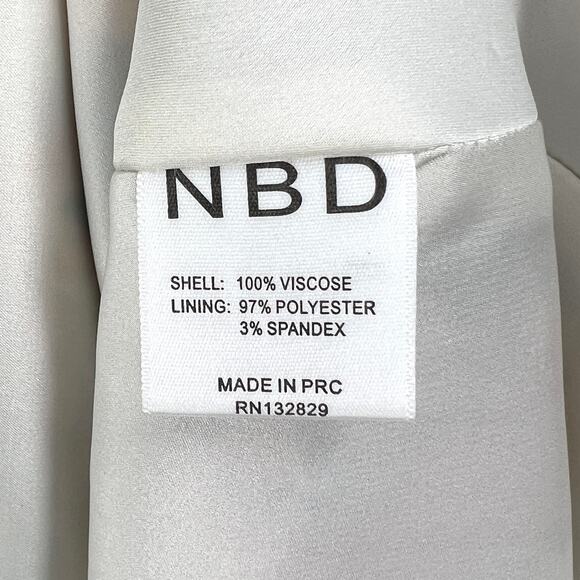 NBD
SHELL: 100% VISCOSE
LINING: 97% POLYESTER
3% SPANDEX
MADE IN PRC
RN132829